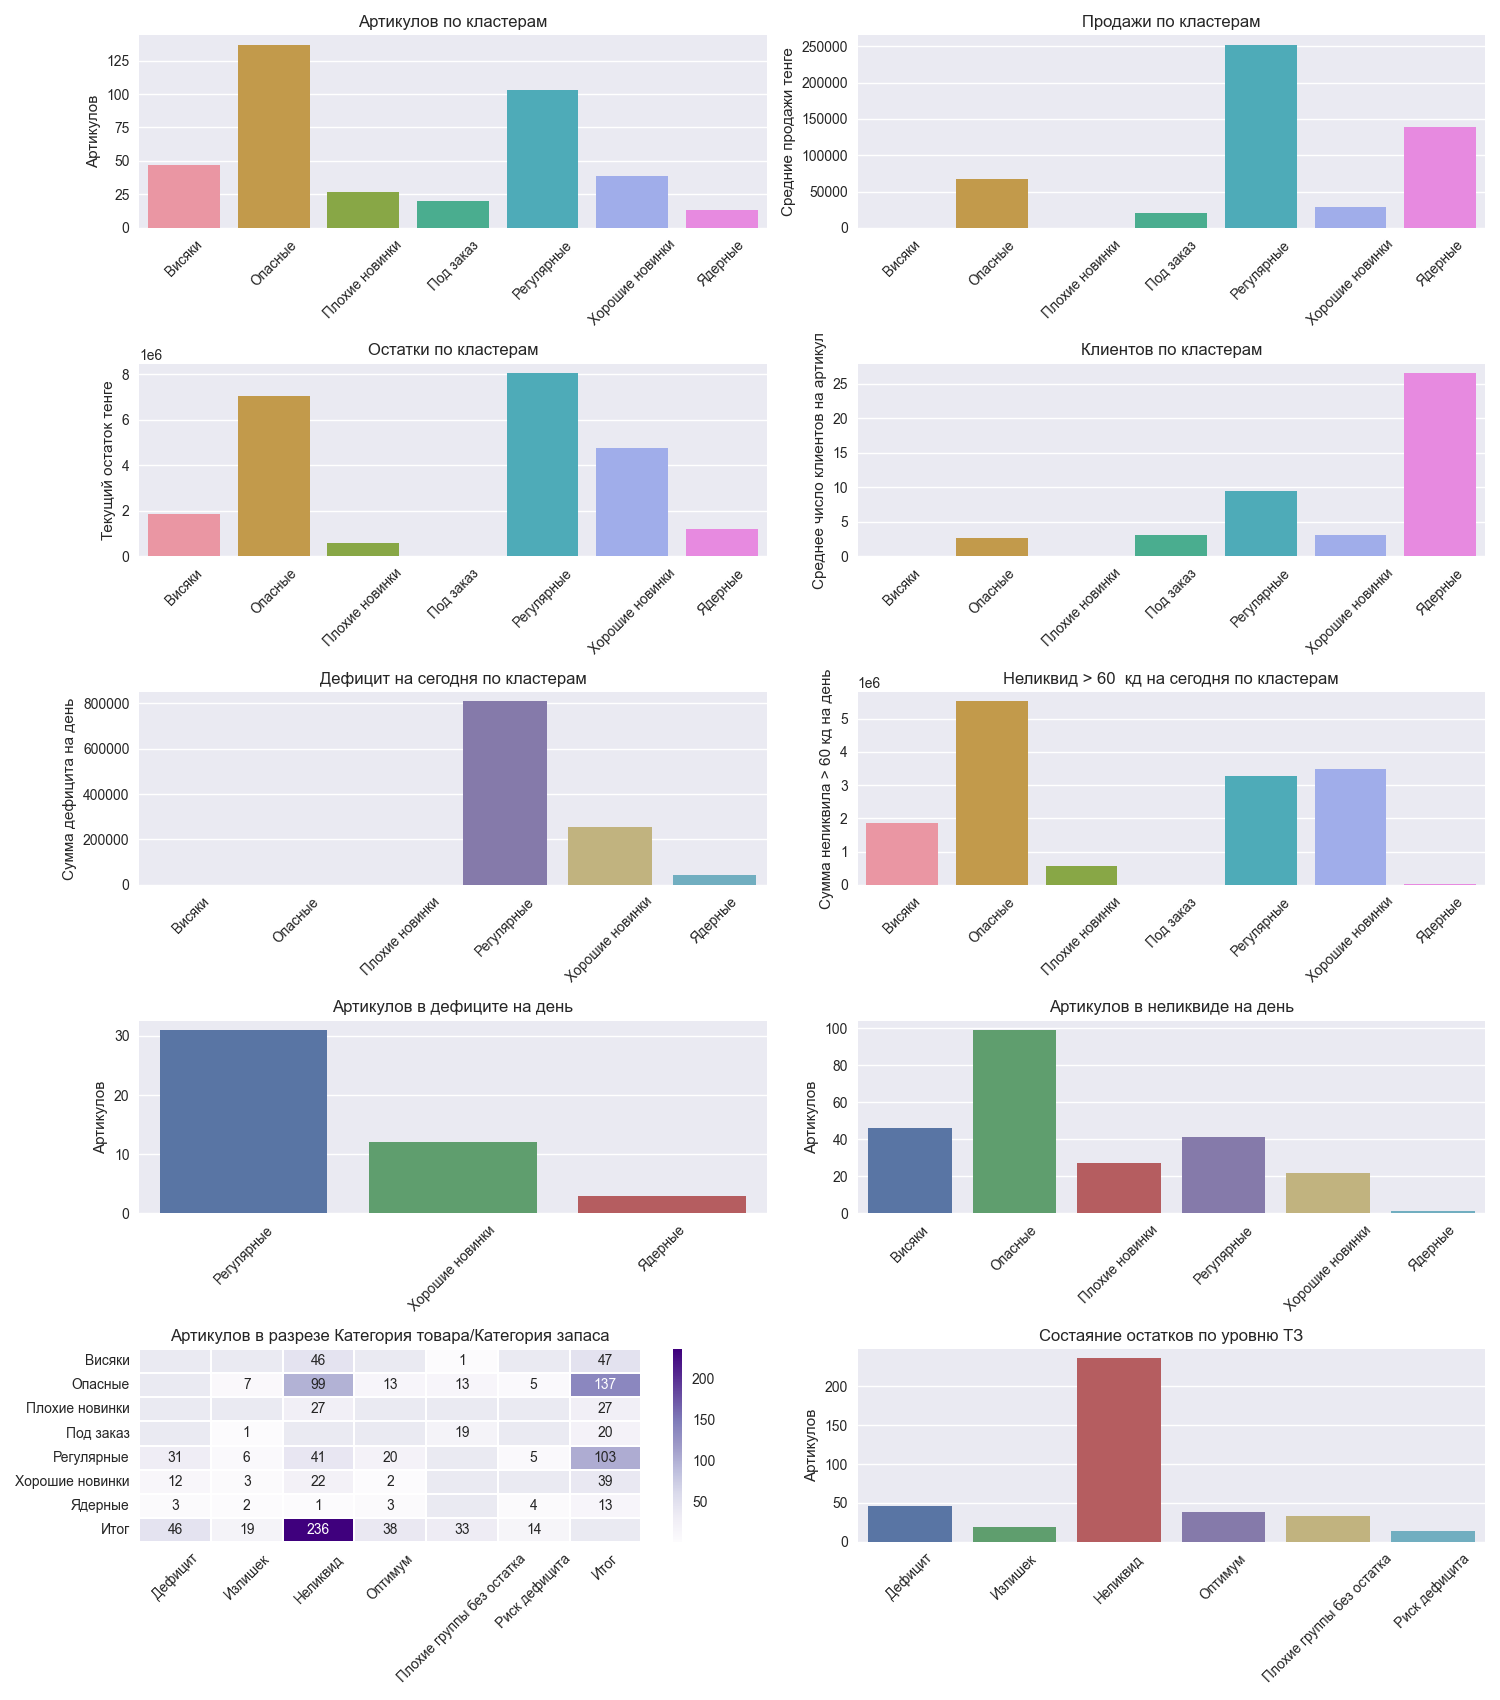 Артикулов по кластерам
Артикулов
125
100
75
50
25
0
Висяки
Опасные
Плохие новинки
Под заказ
Регулярные
Хорошие новинки
Ядерные
Продажи по кластерам
Средние продажи тенге
250000
200000
150000
100000
50000
0
Висяки
Опасные
Плохие новинки
Под заказ
Регулярные
Хорошие новинки
Ядерные
Остатки по кластерам
1e6
Текущий остаток тенге
8
6
4
2
0
Висяки
Опасные
Плохие новинки
Под заказ
Регулярные
Хорошие новинки
Ядерные
Клиентов по кластерам
Среднее число клиентов на артикул
25
20
15
10
5
0
Висяки
Опасные
Плохие новинки
Под заказ
Регулярные
Хорошие новинки
Ядерные
Дефицит на сегодня по кластерам
Сумма дефицита на день
800000
600000
400000
200000
0
Висяки
Опасные
Плохие новинки
Регулярные
Хорошие новинки
Ядерные
Неликвид > 60  кд на сегодня по кластерам
1e6
Сумма неликвила > 60 кд на день
5
4
3
2
1
0
Висяки
Опасные
Плохие новинки
Под заказ
Регулярные
Хорошие новинки
Ядерные
Артикулов в дефиците на день
Артикулов
30
20
10
0
Регулярные
Хорошие новинки
Ядерные
Артикулов в неликвиде на день
Артикулов
100
80
60
40
20
0
Висяки
Опасные
Плохие новинки
Регулярные
Хорошие новинки
Ядерные
Артикулов в разрезе Категория товара/Категория запаса
Висяки 46 1 47
Опасные 7 99 13 13 5 137
Плохие новинки 27 27
Под заказ 1 19 20
Регулярные 31 6 41 20 5 103
Хорошие новинки 12 3 22 2 39
Ядерные 3 2 1 3 4 13
Итог 46 19 236 38 33 14
Дефицит
Излишек
Неликвид
Оптимум
Плохие группы без остатка
Риск дефицита
Итог
200
150
100
50
Состаяние остатков по уровню ТЗ
Артикулов
200
150
100
50
0
Дефицит
Излишек
Неликвид
Оптимум
Плохие группы без остатка
Риск дефицита